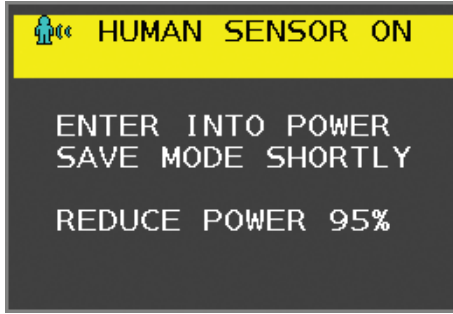 HUMAN SENSOR ON
ENTER INTO POWER
SAVE MODE SHORTLY
REDUCE POWER 95%